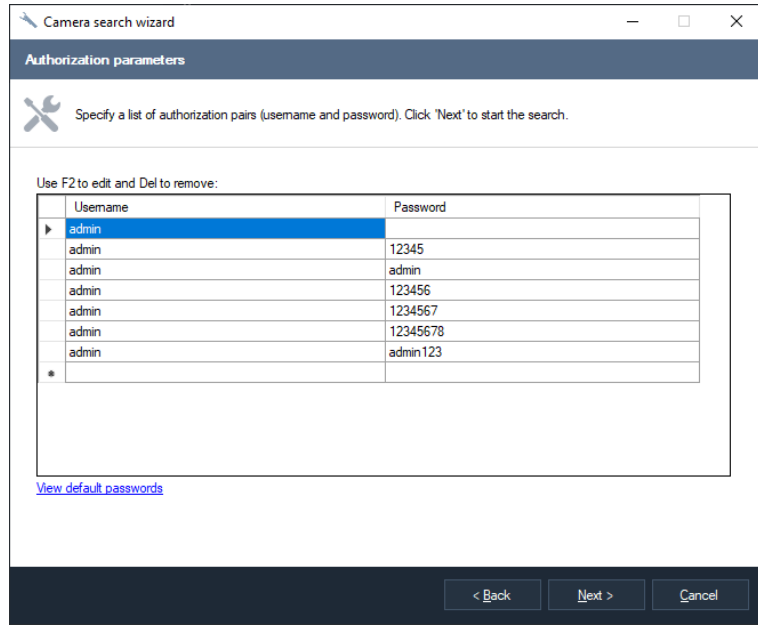 Camera search wizard
Authorization parameters
Specify a list of authorization pairs (username and password). Click 'Next' to start the search.
Use F2 to edit and Del to remove:
Username Password
admin
admin 12345
admin admin
admin 123456
admin 1234567
admin 12345678
admin admin123
View default passwords
< Back Next > Cancel